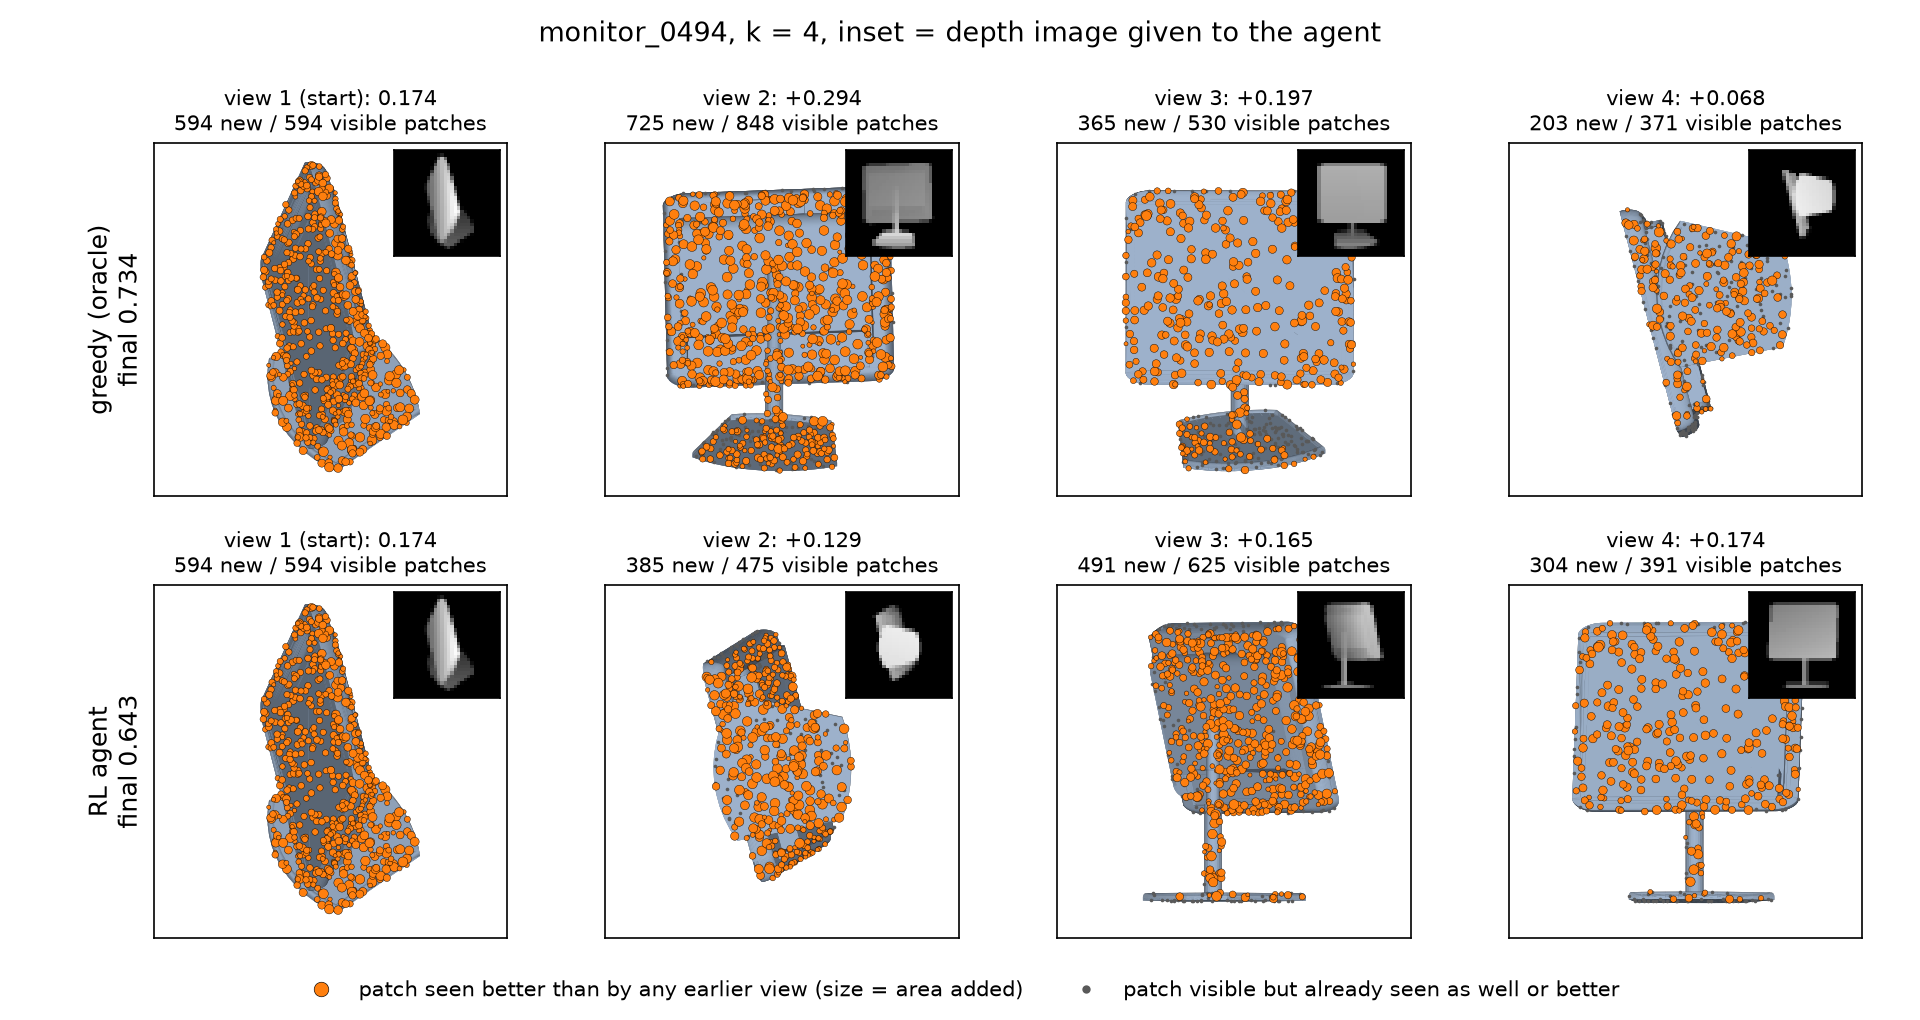 monitor_0494, k = 4, inset = depth image given to the agent
view 1 (start): 0.174
594 new / 594 visible patches
view 2: +0.294
725 new / 848 visible patches
view 3: +0.197
365 new / 530 visible patches
view 4: +0.068
203 new / 371 visible patches
greedy (oracle)
final 0.734
view 1 (start): 0.174
594 new / 594 visible patches
view 2: +0.129
385 new / 475 visible patches
view 3: +0.165
491 new / 625 visible patches
view 4: +0.174
304 new / 391 visible patches
RL agent
final 0.643
patch seen better than by any earlier view (size = area added)
patch visible but already seen as well or better